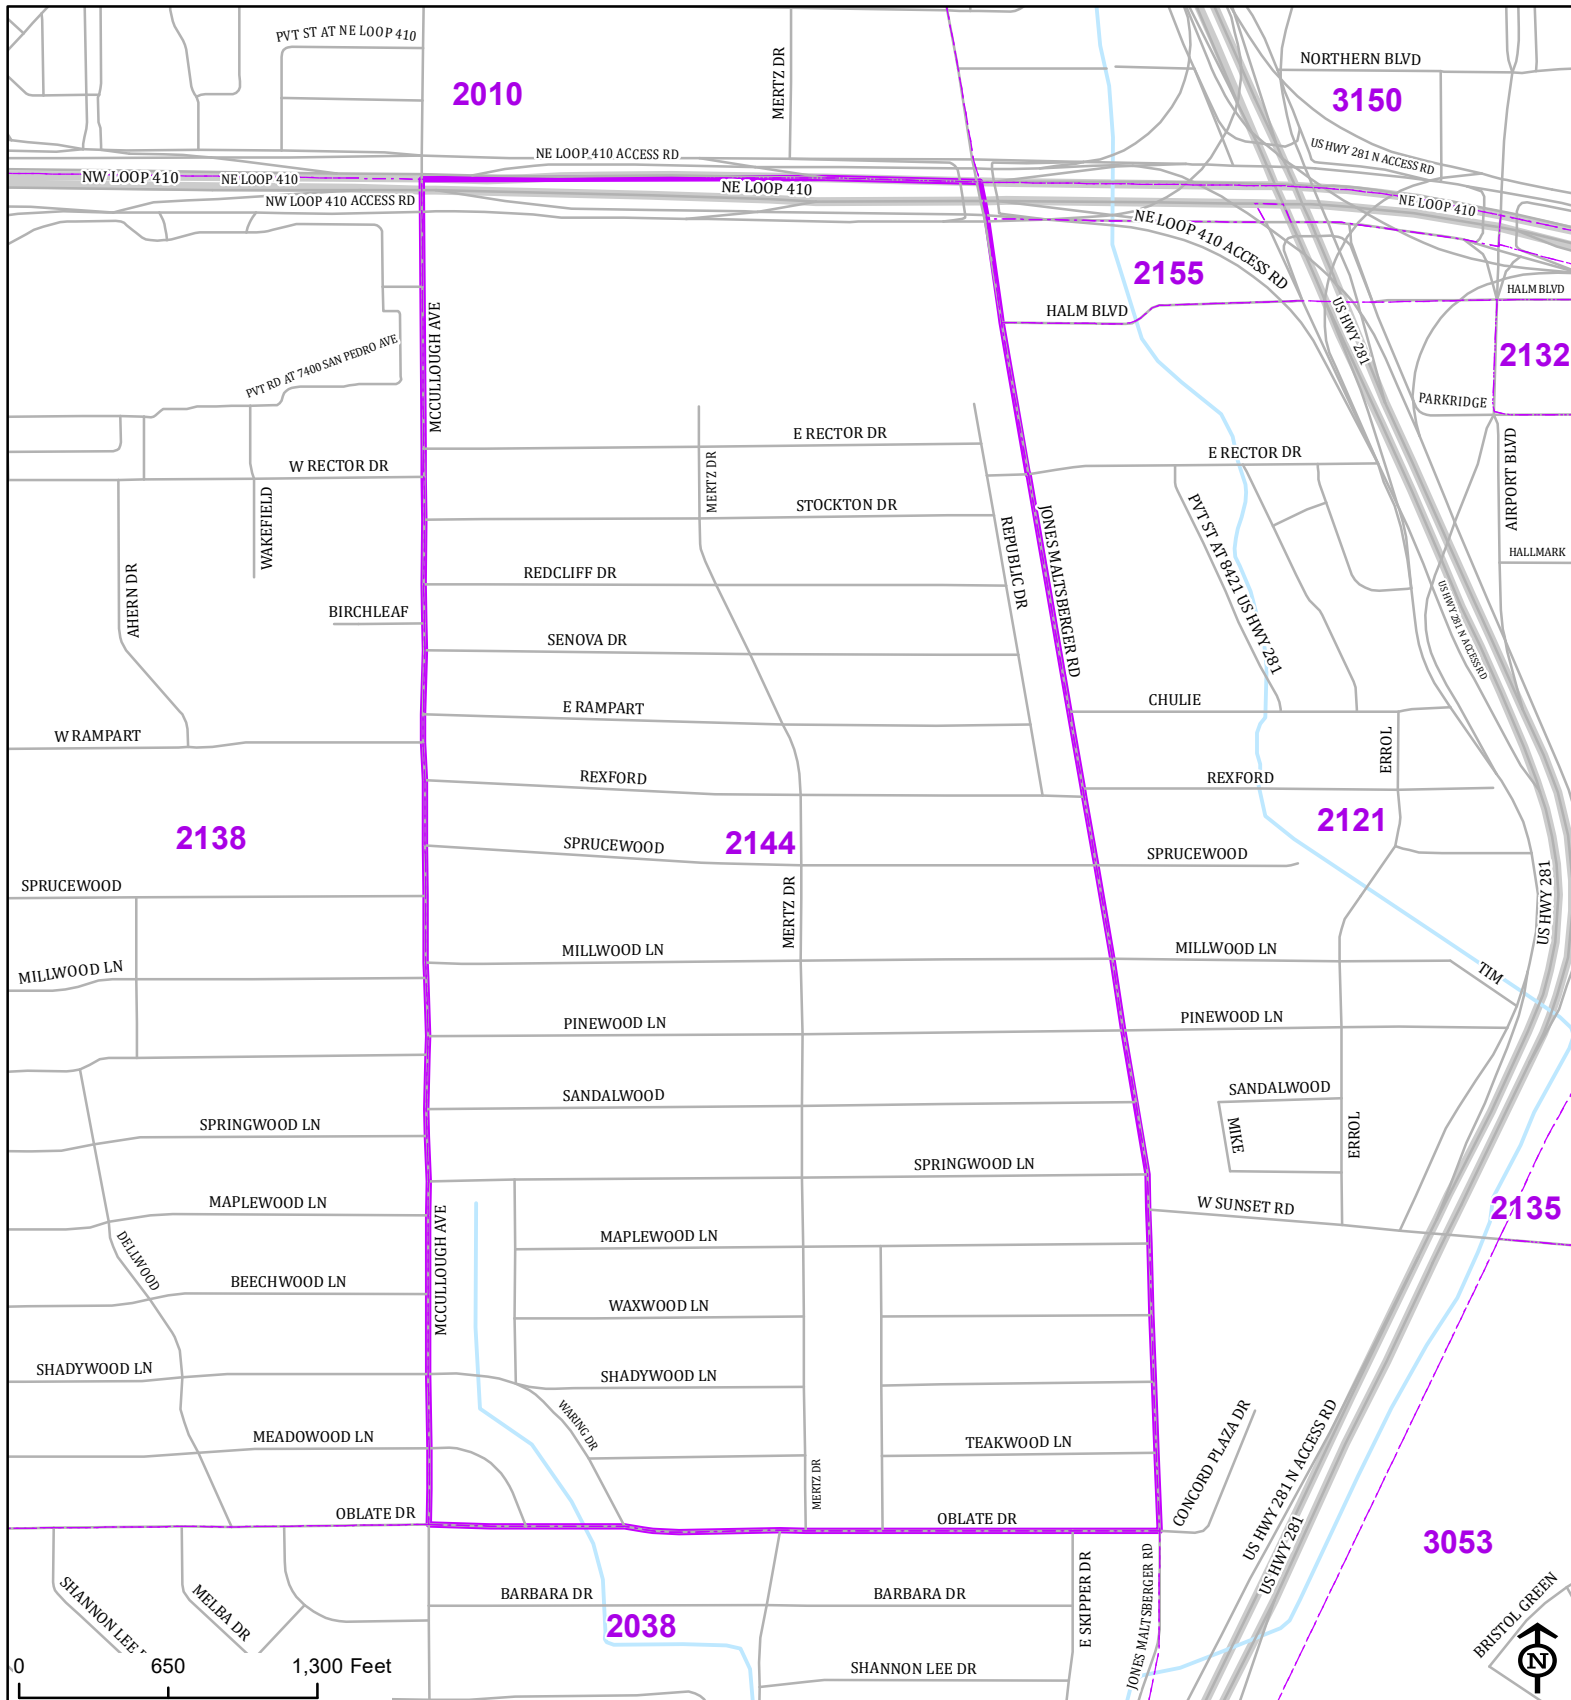 PVT ST AT NE LOOP 410
MERTZ DR
NORTHERN BLVD
2010
3150
NE LOOP 410 ACCESS RD
US HWY 281 N ACCESS RD
NW LOOP 410
NE LOOP 410
NE LOOP 410
NE LOOP 410
NW LOOP 410 ACCESS RD
NE LOOP 410 ACCESS RD
2155
HALM BLVD
HALM BLVD
US HWY 281
MCCULLOUGH AVE
PVT RD AT 7400 SAN PEDRO AVE
2132
PARKRIDGE
E RECTOR DR
E RECTOR DR
W RECTOR DR
MERTZ DR
AIRPORT BLVD
WAKEFIELD
STOCKTON DR
REPUBLIC DR
JONES MALTSBERGER RD
PVT ST AT 8421 US HWY 281
HALLMARK
AHERN DR
REDCLIFF DR
BIRCHLEAF
US HWY 281 N ACCESS RD
SENOVA DR
E RAMPART
CHULIE
W RAMPART
ERROL
REXFORD
REXFORD
2138
2144
2121
SPRUCEWOOD
SPRUCEWOOD
SPRUCEWOOD
MERTZ DR
US HWY 281
MILLWOOD LN
MILLWOOD LN
MILLWOOD LN
TIM
PINEWOOD LN
PINEWOOD LN
SANDALWOOD
SANDALWOOD
MIKE
ERROL
SPRINGWOOD LN
SPRINGWOOD LN
MAPLEWOOD LN
W SUNSET RD
2135
MCCULLOUGH AVE
MAPLEWOOD LN
DELLWOOD
BEECHWOOD LN
WAXWOOD LN
SHADYWOOD LN
SHADYWOOD LN
WARING DR
MEADOWOOD LN
TEAKWOOD LN
CONCORD PLAZA DR
US HWY 281 N ACCESS RD
MERTZ DR
OBLATE DR
OBLATE DR
US HWY 281
3053
SHANNON LEE
MELBA DR
BARBARA DR
BARBARA DR
E SKIPPER DR
JONES MALTSBERGER RD
2038
BRISTOL GREEN
SHANNON LEE DR
0 650 1,300 Feet
N